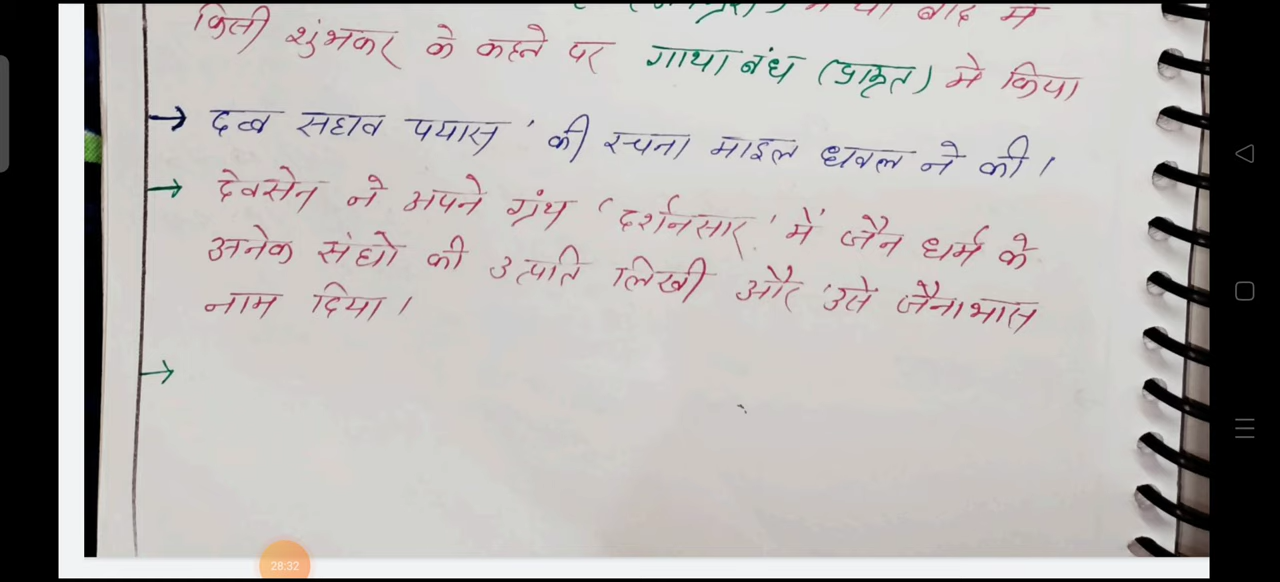 में
किसी शुंभकर के कहने पर गाथा बंध (प्राकृत) मे किया
→ दव्व सहाव पयास' की रचना माइल धवल ने की।
→ देवसेन ने अपने ग्रंथ 'दर्शनसार' में जैन धर्म के
अनेक संघो की उत्पति लिखी और उसे जैनाभास
नाम दिया।
→
28:32